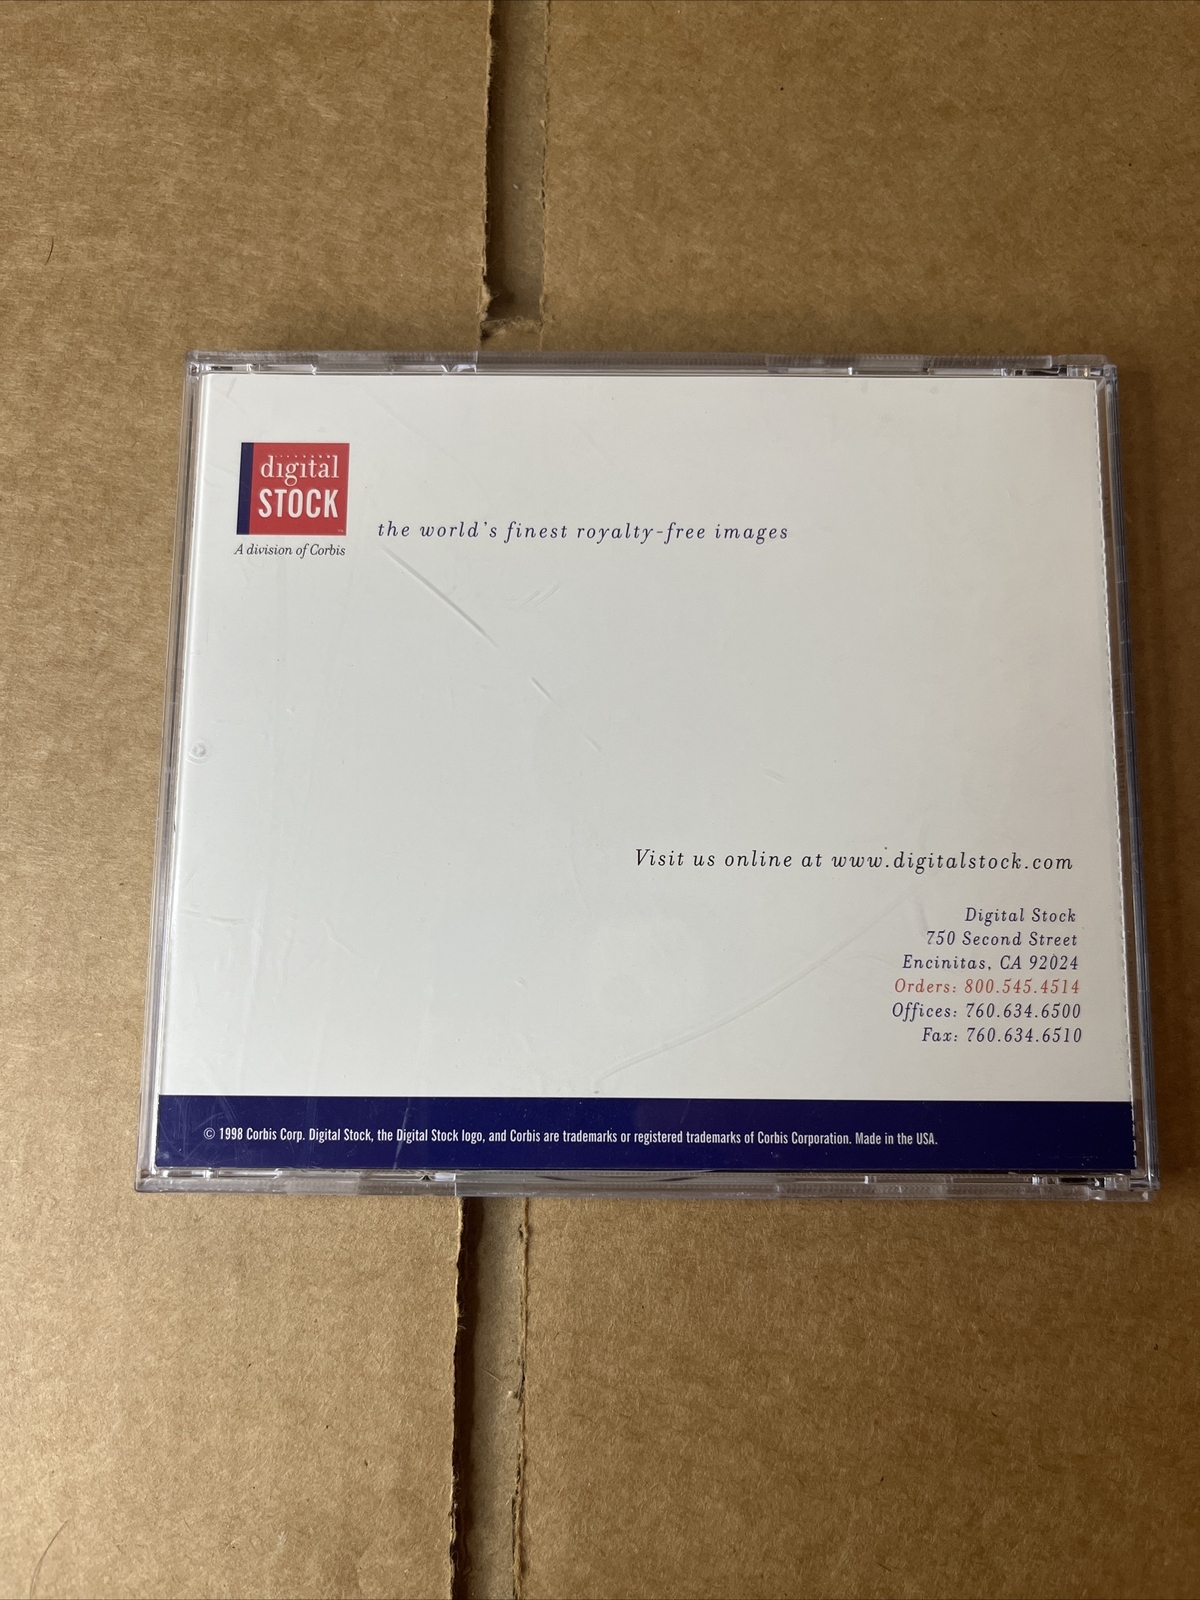 digital
STOCK
A division of Corbis
the world's finest royalty-free images
Visit us online at www.digitalstock.com
Digital Stock
750 Second Street
Encinitas, CA 92024
Orders: 800.545.4514
Offices: 760.634.6500
Fax: 760.634.6510
© 1998 Corbis Corp. Digital Stock, the Digital Stock logo, and Corbis are trademarks or registered trademarks of Corbis Corporation. Made in the USA.